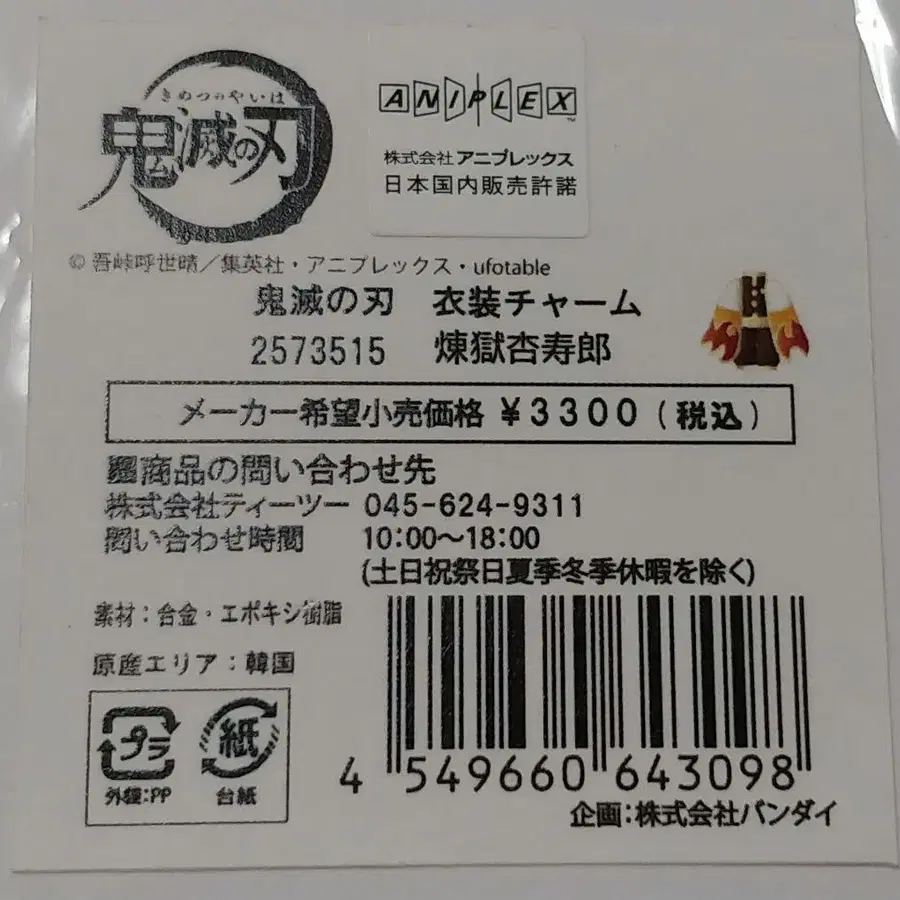 きめつのやいば
鬼滅の刃
ANIPLEX™
株式会社 アニプレックス
日本国内販売許諾
© 吾峠呼世晴／集英社・アニプレックス・ufotable
鬼滅の刃 衣装チャーム
2573515 煉獄杏寿郎
メーカー希望小売価格 ¥3300(税込)
商品の問い合わせ先
株式会社ティーツー 045-624-9311
問い合わせ時間 10:00〜18:00
(土日祝祭日夏季冬季休暇を除く)
素材：合金・エポキシ樹脂
原産エリア：韓国
プラ 紙
外袋:PP 台紙
4 549660 643098
企画:株式会社バンダイ